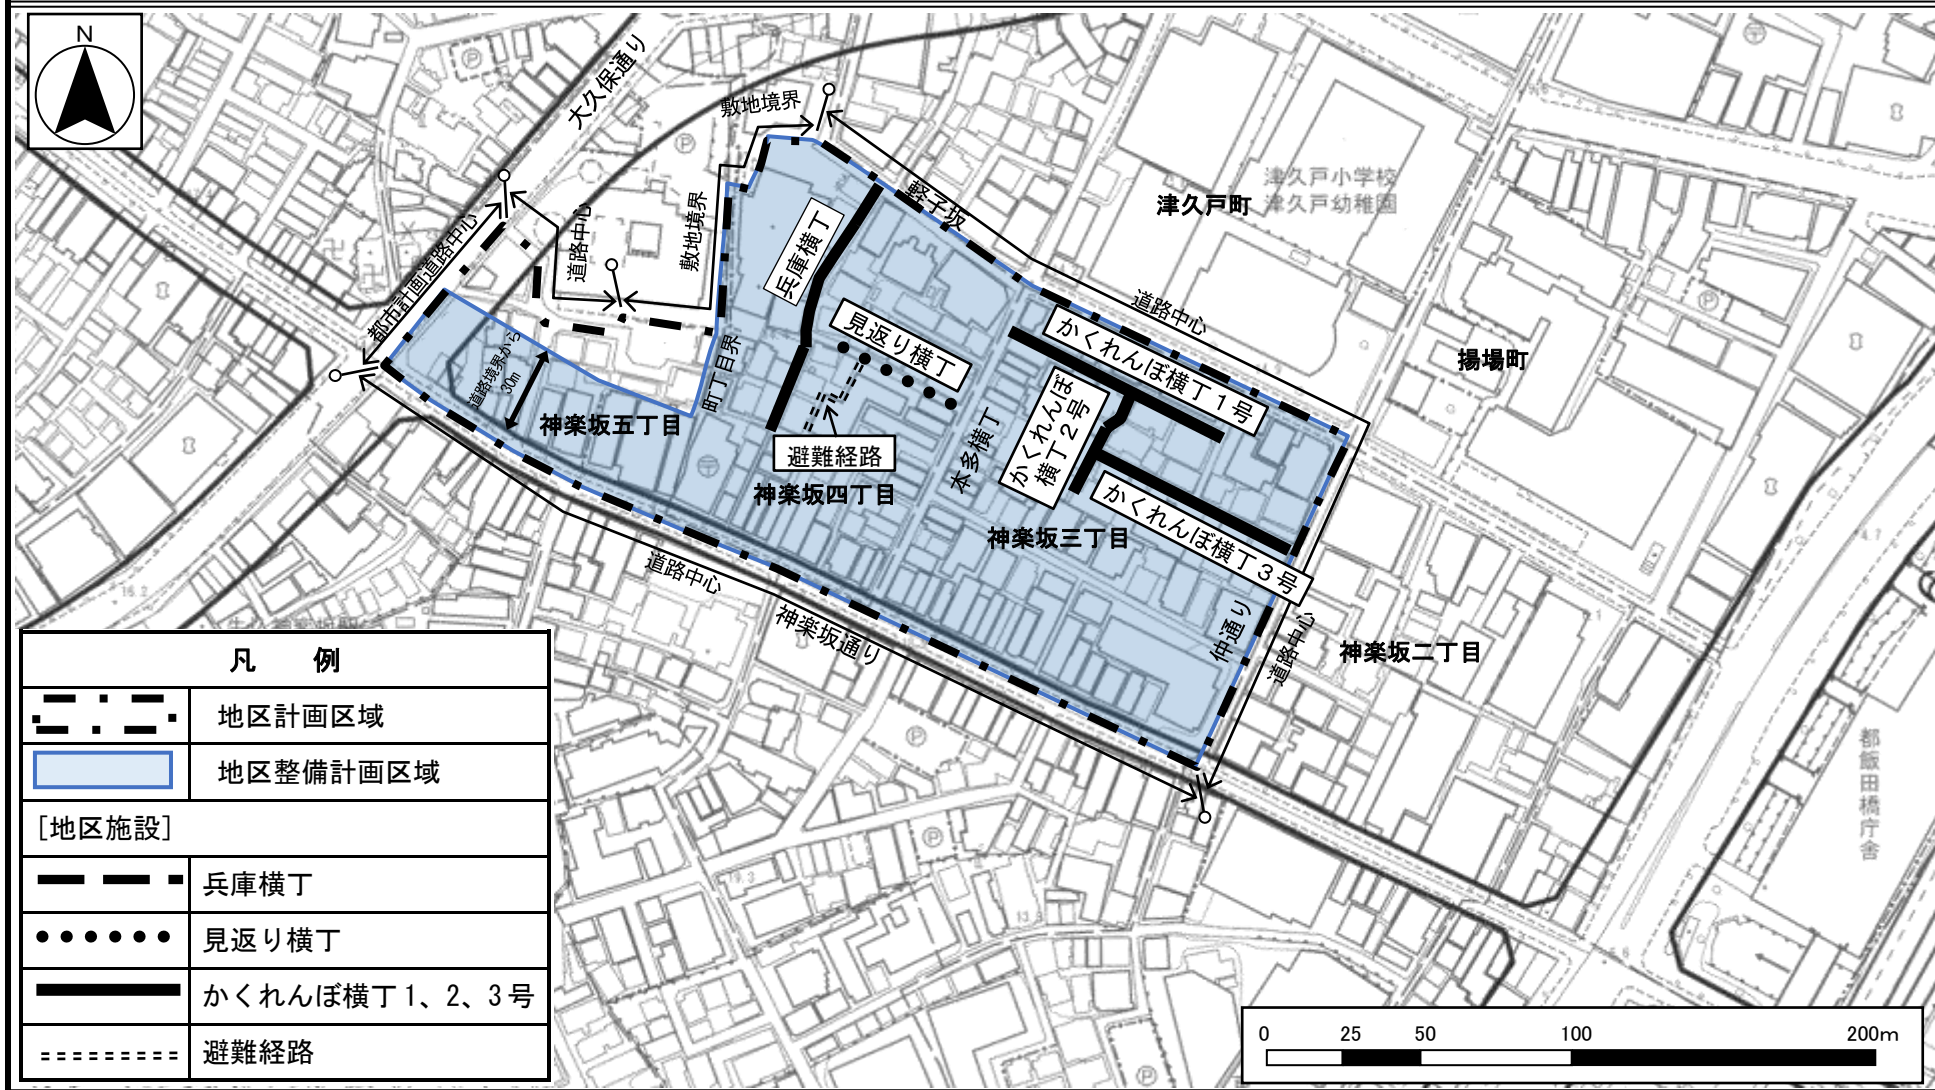 N
大久保通り
敷地境界
都市計画道路中心
道路中心
敷地境界
軽子坂
津久戸小学校
津久戸幼稚園
津久戸町
兵庫横丁
道路中心
見返り横丁
かくれんぼ横丁1号
揚場町
道路境界から
30m
町丁目界
神楽坂五丁目
かくれんぼ
横丁2号
本多横丁
避難経路
神楽坂四丁目
かくれんぼ横丁3号
神楽坂三丁目
道路中心
神楽坂通り
仲通り
道路中心
神楽坂二丁目
都飯田橋庁舎
16.2
19.3
凡 例
地区計画区域
地区整備計画区域
[地区施設]
兵庫横丁
見返り横丁
かくれんぼ横丁1、2、3号
避難経路
0 25 50 100 200m